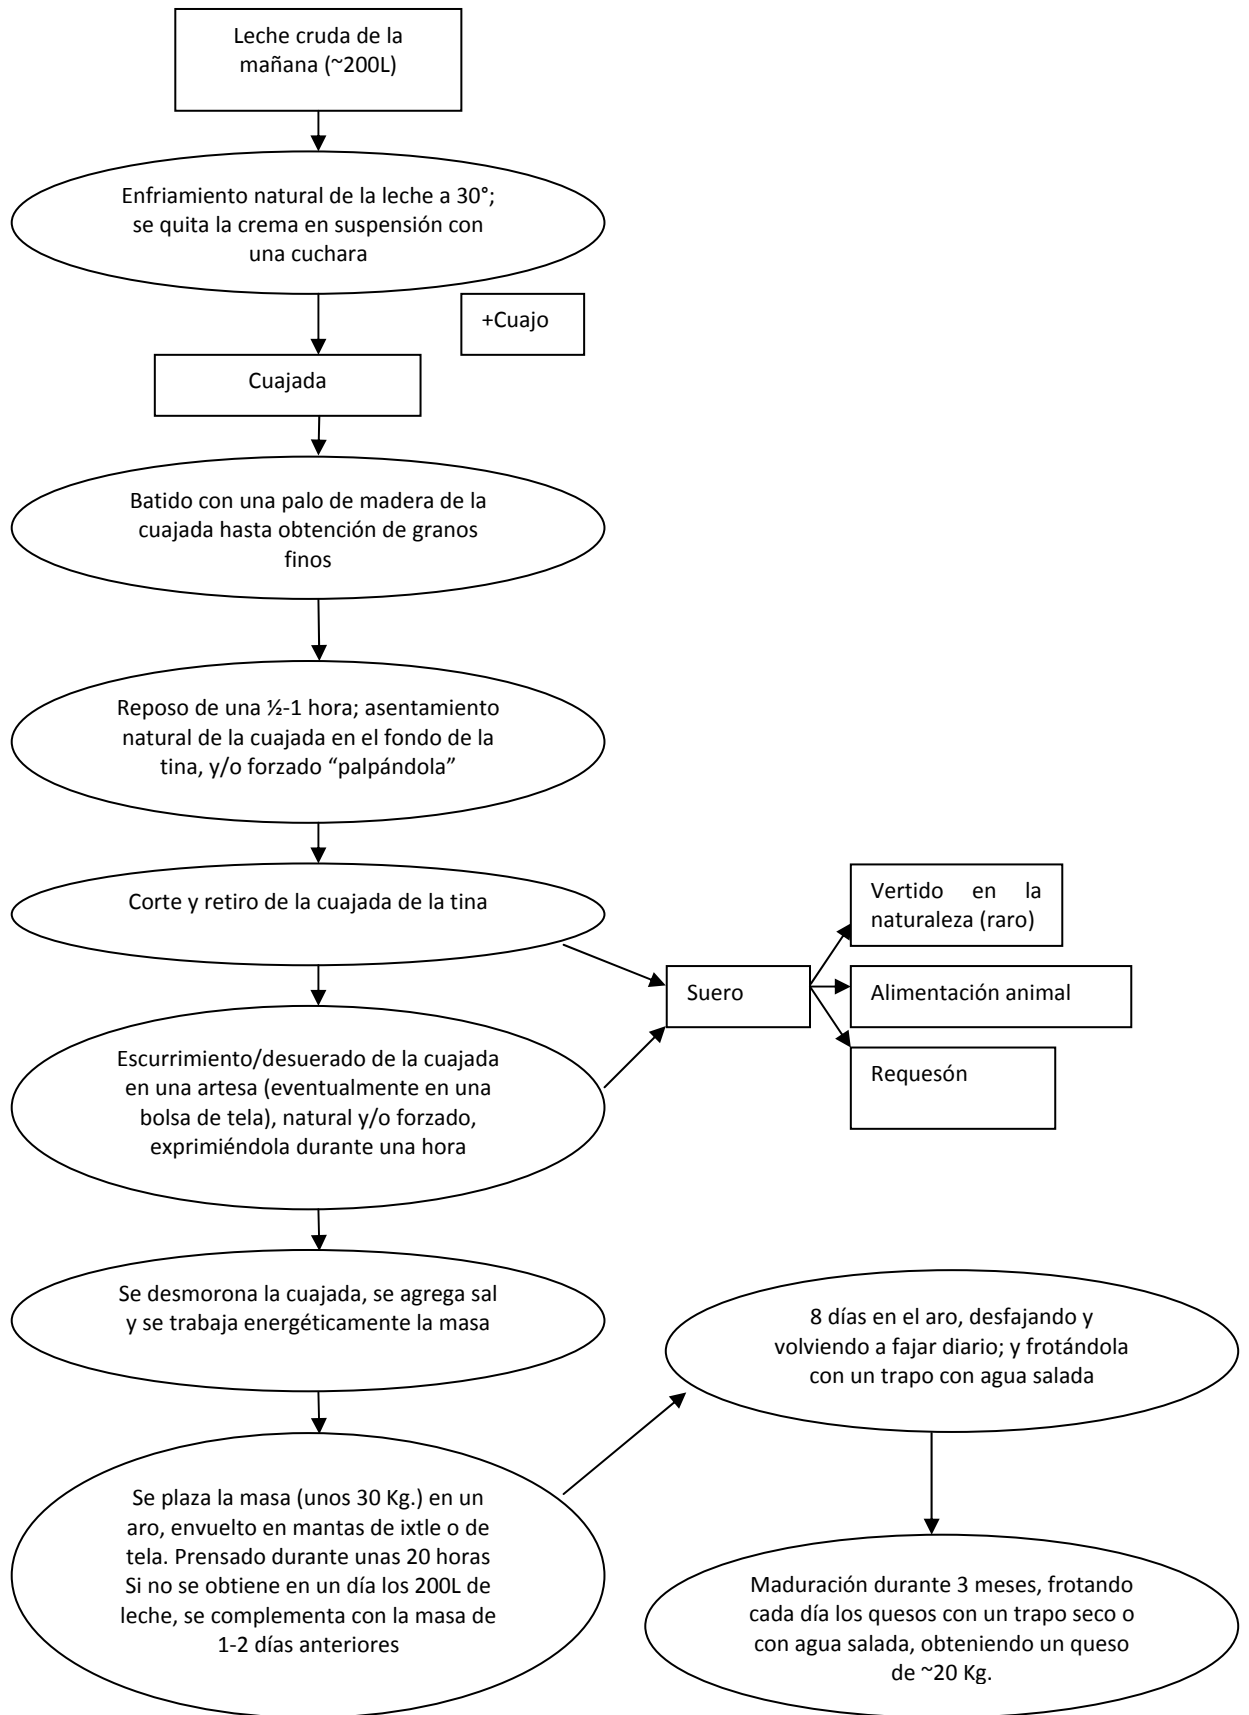 Leche cruda de la
mañana (~200L)
Enfriamiento natural de la leche a 30°;
se quita la crema en suspensión con
una cuchara
+Cuajo
Cuajada
Batido con una palo de madera de la
cuajada hasta obtención de granos
finos
Reposo de una ½-1 hora; asentamiento
natural de la cuajada en el fondo de la
tina, y/o forzado “palpándola”
Corte y retiro de la cuajada de la tina
Vertido en la
naturaleza (raro)
Suero
Alimentación animal
Requesón
Escurrimiento/desuerado de la cuajada
en una artesa (eventualmente en una
bolsa de tela), natural y/o forzado,
exprimiéndola durante una hora
Se desmorona la cuajada, se agrega sal
y se trabaja energéticamente la masa
Se plaza la masa (unos 30 Kg.) en un
aro, envuelto en mantas de ixtle o de
tela. Prensado durante unas 20 horas
Si no se obtiene en un día los 200L de
leche, se complementa con la masa de
1-2 días anteriores
8 días en el aro, desfajando y
volviendo a fajar diario; y frotándola
con un trapo con agua salada
Maduración durante 3 meses, frotando
cada día los quesos con un trapo seco o
con agua salada, obteniendo un queso
de ~20 Kg.